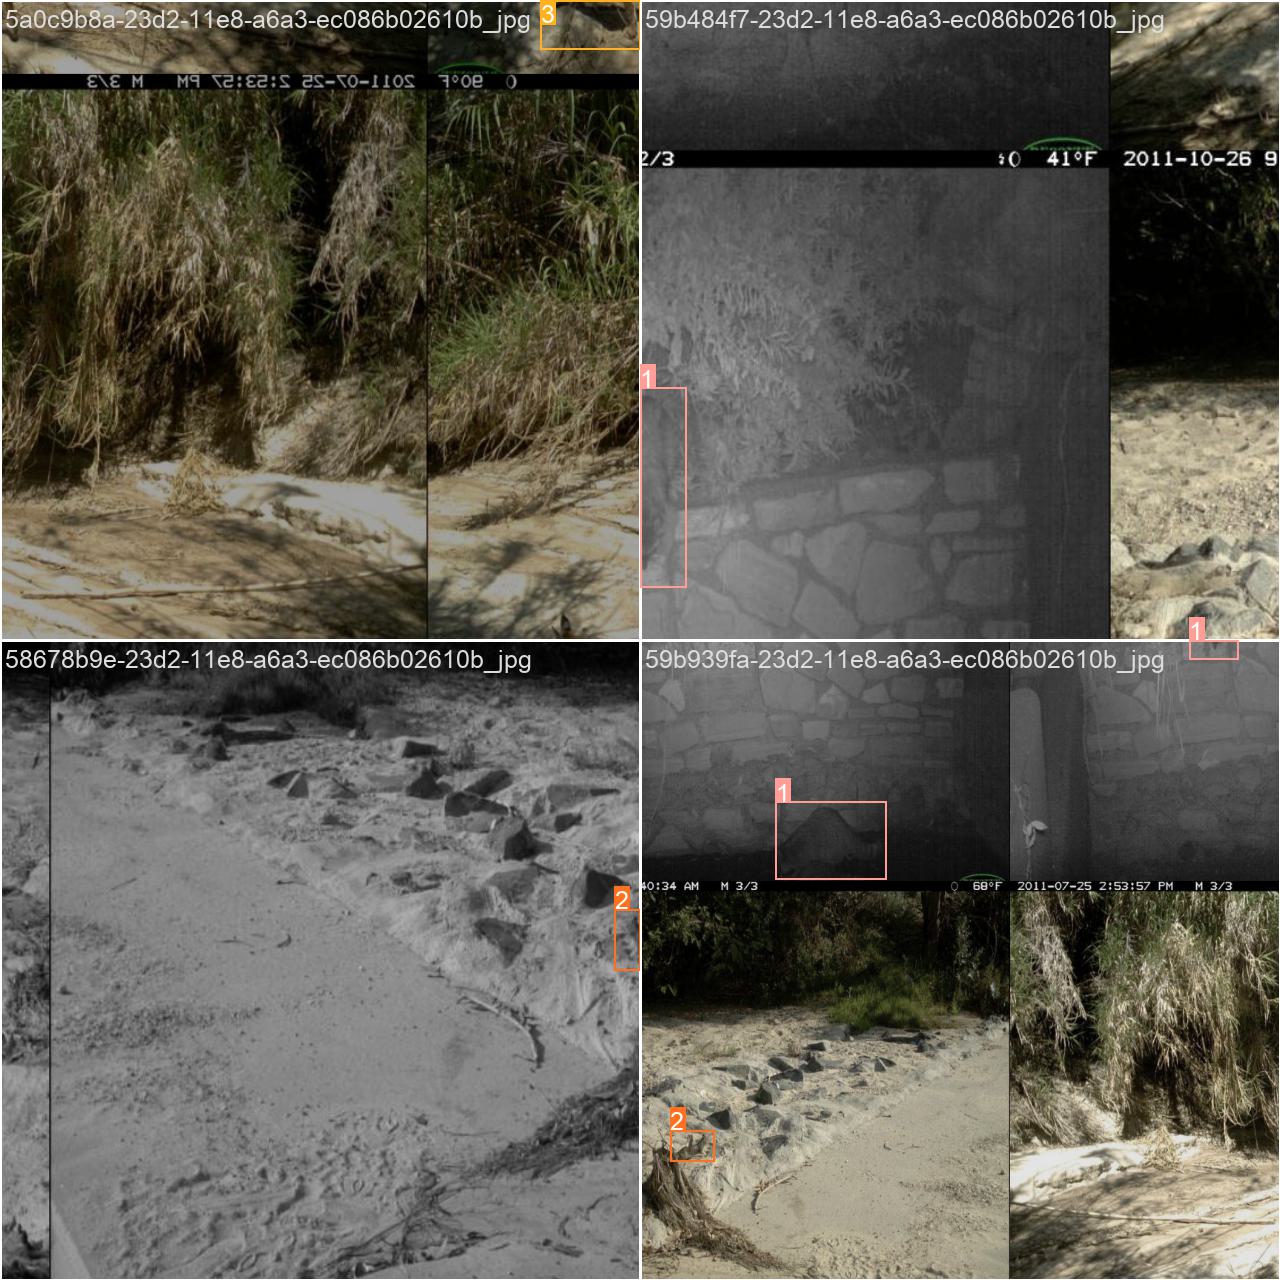 5a0c9b8a-23d2-11e8-a6a3-ec086b02610b_jpg
3
2011-07-25 2:53:57 PM M 3/3
90°F
59b484f7-23d2-11e8-a6a3-ec086b02610b_jpg
2/3
41°F
2011-10-26 9
1
58678b9e-23d2-11e8-a6a3-ec086b02610b_jpg
2
59b939fa-23d2-11e8-a6a3-ec086b02610b_jpg
1
1
40:34 AM M 3/3
68°F
2011-07-25 2:53:57 PM M 3/3
2